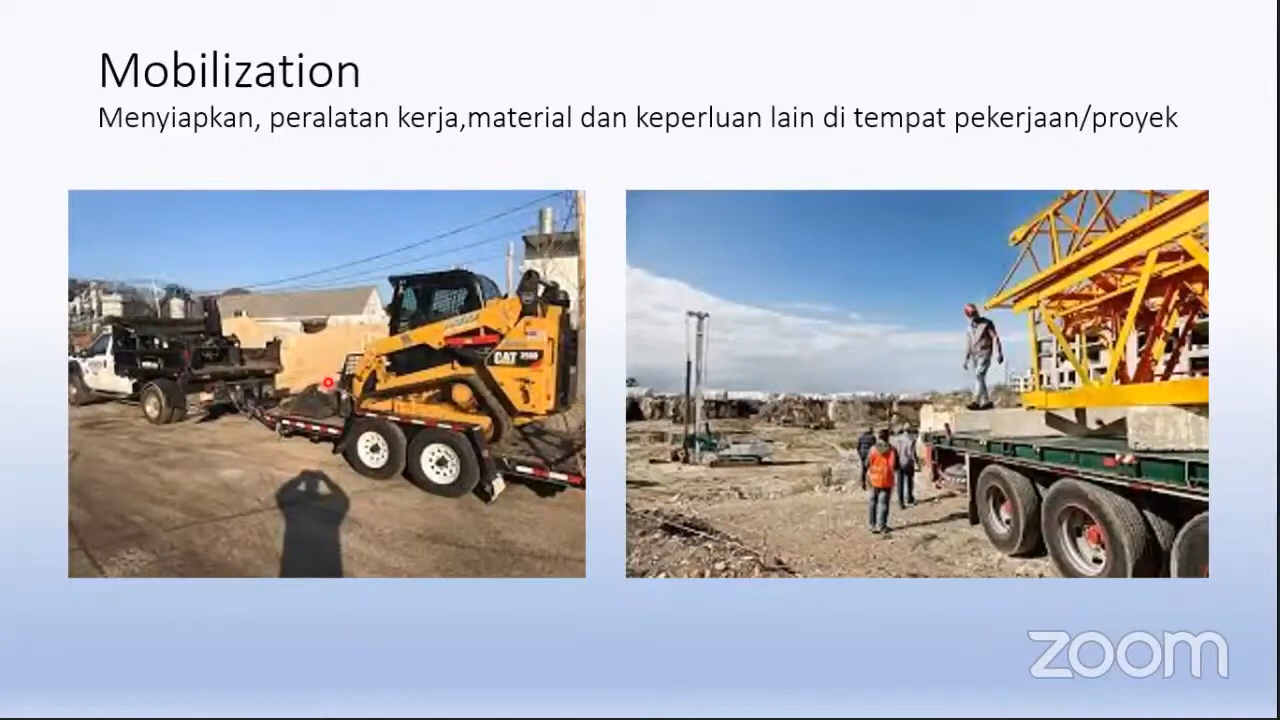 Mobilization
Menyiapkan, peralatan kerja,material dan keperluan lain di tempat pekerjaan/proyek
CAT
zoom